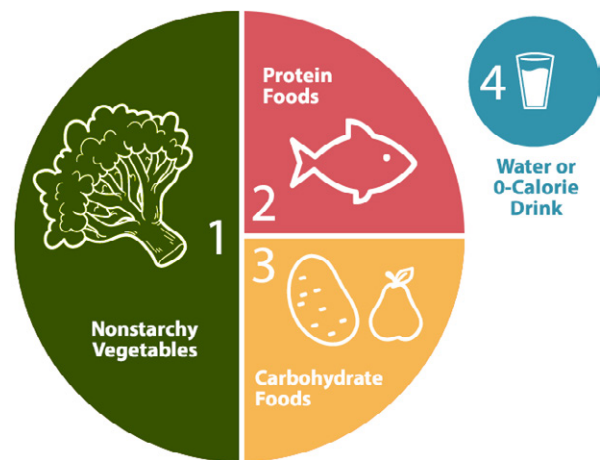 1
Nonstarchy
Vegetables
Protein
Foods
2
3
Carbohydrate
Foods
4
Water or
0-Calorie
Drink